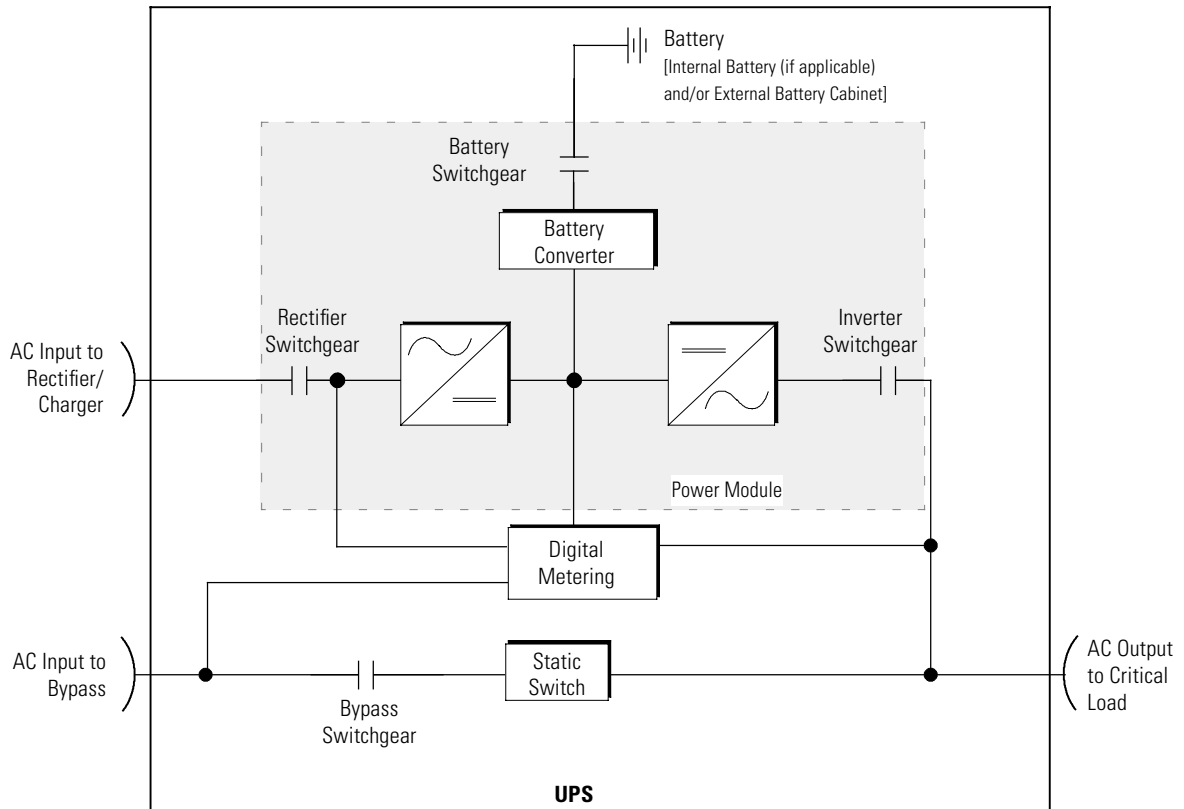 Battery
[Internal Battery (if applicable)
and/or External Battery Cabinet]
Battery
Switchgear
Battery
Converter
Rectifier
Switchgear
Inverter
Switchgear
AC Input to
Rectifier/
Charger
Power Module
Digital
Metering
AC Input to
Bypass
Static
Switch
Bypass
Switchgear
AC Output
to Critical
Load
UPS